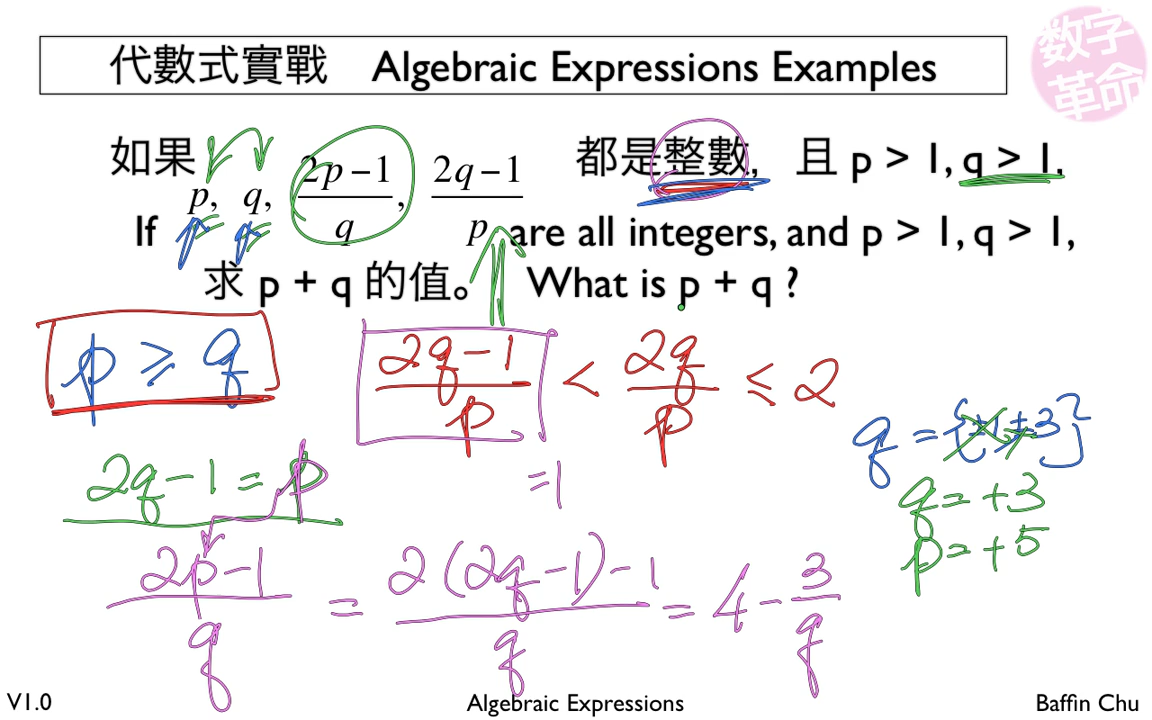 数字
革命
代數式實戰 Algebraic Expressions Examples
如果 p, q, (2p−1)/q, (2q−1)/p 都是整數, 且 p > 1, q > 1,
If are all integers, and p > 1, q > 1,
求 p + q 的值。 What is p + q ?
p ≥ q
(2q−1)/p < 2q/p ≤ 2
=1
2q−1=p
(2p−1)/q = (2(2q−1)−1)/q = 4−3/q
q={±1,±3}
q=+3
p=+5
V1.0 Algebraic Expressions Baffin Chu